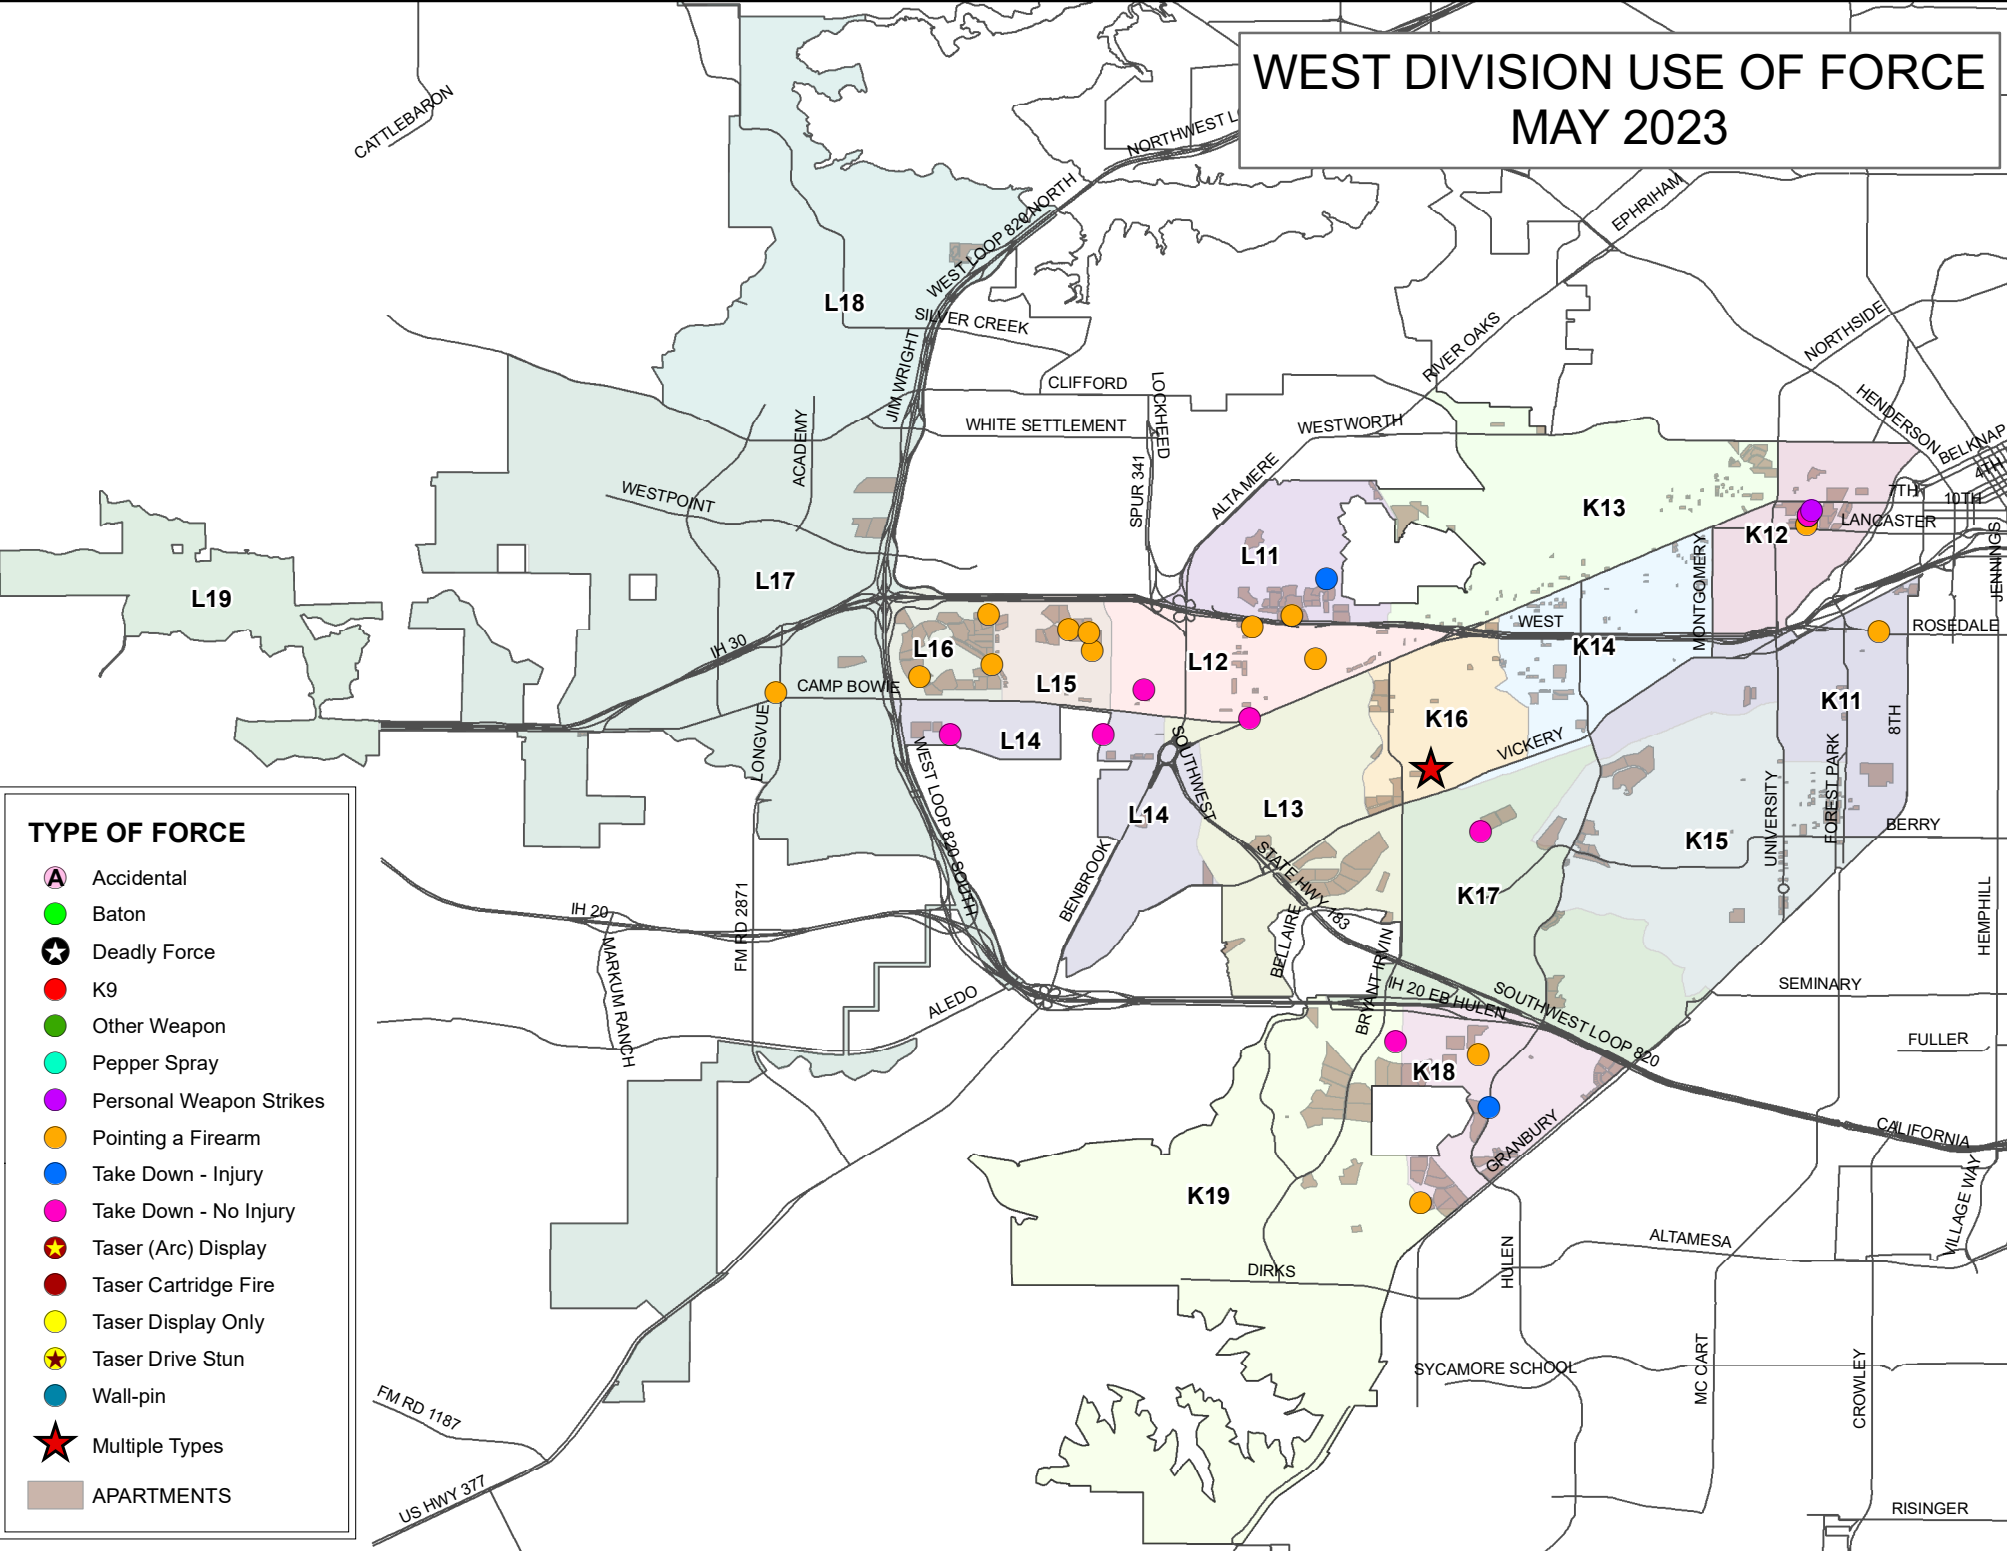 WEST DIVISION USE OF FORCE
MAY 2023
CATTLEBARON
NORTHWEST L
EPHRIHAM
WEST LOOP 820 NORTH
L18
SILVER CREEK
JIM WRIGHT
RIVER OAKS
NORTHSIDE
CLIFFORD
LOCKHEED
WHITE SETTLEMENT
WESTWORTH
HENDERSON
BELKNAP
4TH
ACADEMY
WESTPOINT
SPUR 341
ALTA MERE
K13
7TH
10TH
LANCASTER
K12
L11
MONTGOMERY
JENNINGS
L19
L17
WEST
ROSEDALE
IH 30
L16
K14
L12
CAMP BOWIE
L15
K11
K16
8TH
LONGVUE
L14
VICKERY
SOUTHWEST
WEST LOOP 820 SOUTH
L14
L13
UNIVERSITY
FOREST PARK
BERRY
K15
STATE HWY 183
BENBROOK
K17
TYPE OF FORCE
A Accidental
Baton
Deadly Force
K9
Other Weapon
Pepper Spray
Personal Weapon Strikes
Pointing a Firearm
Take Down - Injury
Take Down - No Injury
Taser (Arc) Display
Taser Cartridge Fire
Taser Display Only
Taser Drive Stun
Wall-pin
Multiple Types
APARTMENTS
IH 20
FM RD 2871
MARKUM RANCH
BELLAIRE
BRYANT IRVIN
HEMPHILL
SEMINARY
ALEDO
IH 20 EB HULEN
SOUTHWEST LOOP 820
FULLER
K18
GRANBURY
CALIFORNIA
K19
VILLAGE WAY
ALTAMESA
HULEN
DIRKS
SYCAMORE SCHOOL
MC CART
CROWLEY
FM RD 1187
US HWY 377
RISINGER